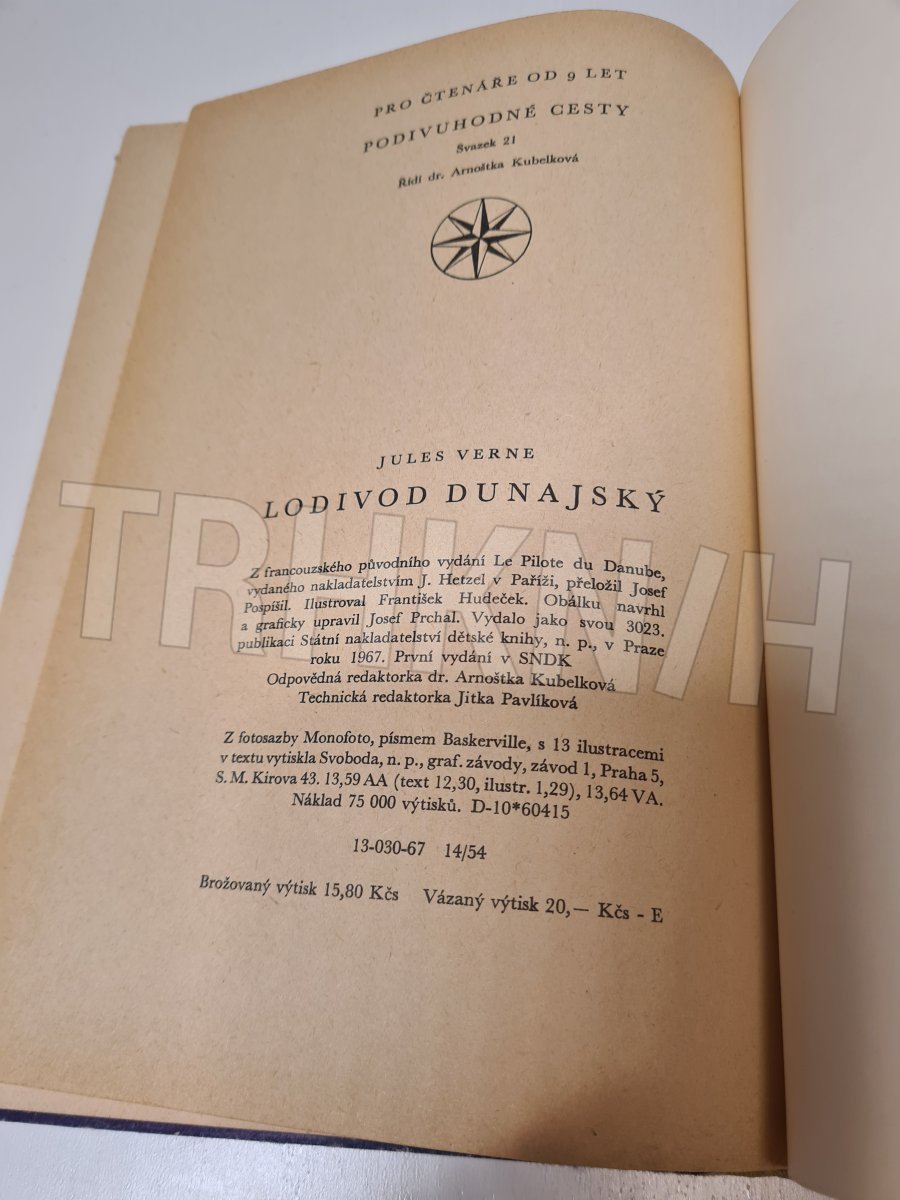 PRO ČTENÁŘE OD 9 LET
PODIVUHODNÉ CESTY
Svazek 21
Řídí dr. Arnoštka Kubelková
JULES VERNE
LODIVOD DUNAJSKÝ
Z francouzského původního vydání Le Pilote du Danube,
vydaného nakladatelstvím J. Hetzel v Paříži, přeložil Josef
Pospíšil. Ilustroval František Hudeček. Obálku navrhl
a graficky upravil Josef Prchal. Vydalo jako svou 3023.
publikaci Státní nakladatelství dětské knihy, n. p., v Praze
roku 1967. První vydání v SNDK
Odpovědná redaktorka dr. Arnoštka Kubelková
Technická redaktorka Jitka Pavlíková
Z fotosazby Monofoto, písmem Baskerville, s 13 ilustracemi
v textu vytiskla Svoboda, n. p., graf. závody, závod 1, Praha 5,
S. M. Kirova 43. 13,59 AA (text 12,30, ilustr. 1,29), 13,64 VA.
Náklad 75 000 výtisků. D-10*60415
13-030-67 14/54
Brožovaný výtisk 15,80 Kčs Vázaný výtisk 20,— Kčs - E
TRHKNI/H